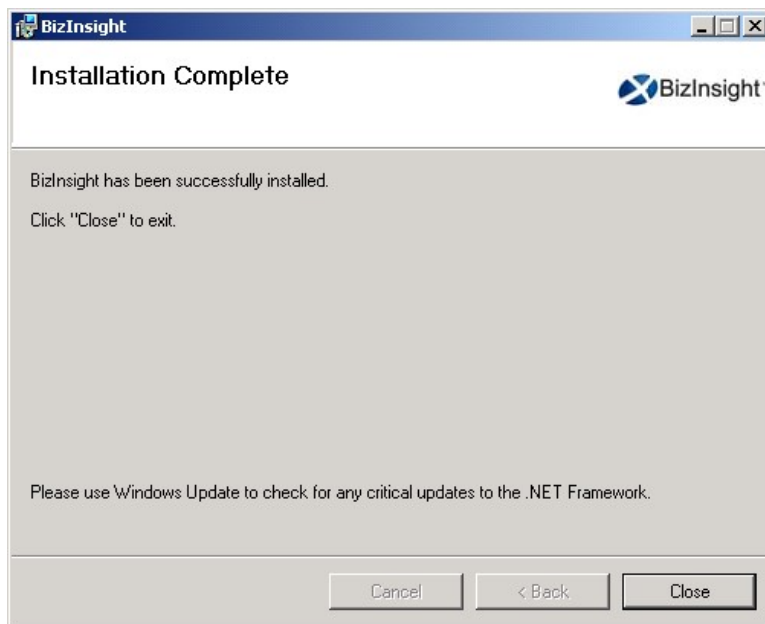 BizInsight
Installation Complete
BizInsight
BizInsight has been successfully installed.
Click "Close" to exit.
Please use Windows Update to check for any critical updates to the .NET Framework.
Cancel
< Back
Close